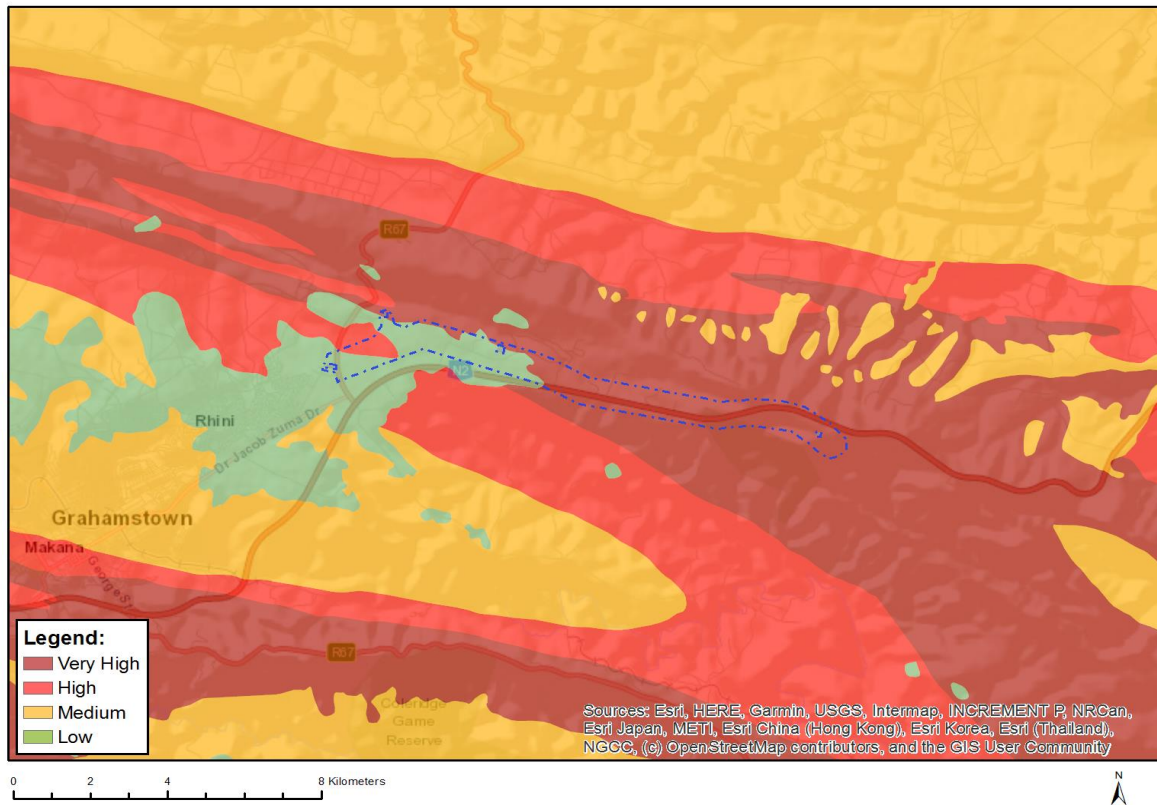 R67
N2
Rhini
Dr Jacob Zuma Dr
Grahamstown
Makana
George St
R67
Coleridge
Game
Reserve
Legend:
Very High
High
Medium
Low
Sources: Esri, HERE, Garmin, USGS, Intermap, INCREMENT P, NRCan,
Esri Japan, METI, Esri China (Hong Kong), Esri Korea, Esri (Thailand),
NGCC, (c) OpenStreetMap contributors, and the GIS User Community
0 2 4 8 Kilometers
N